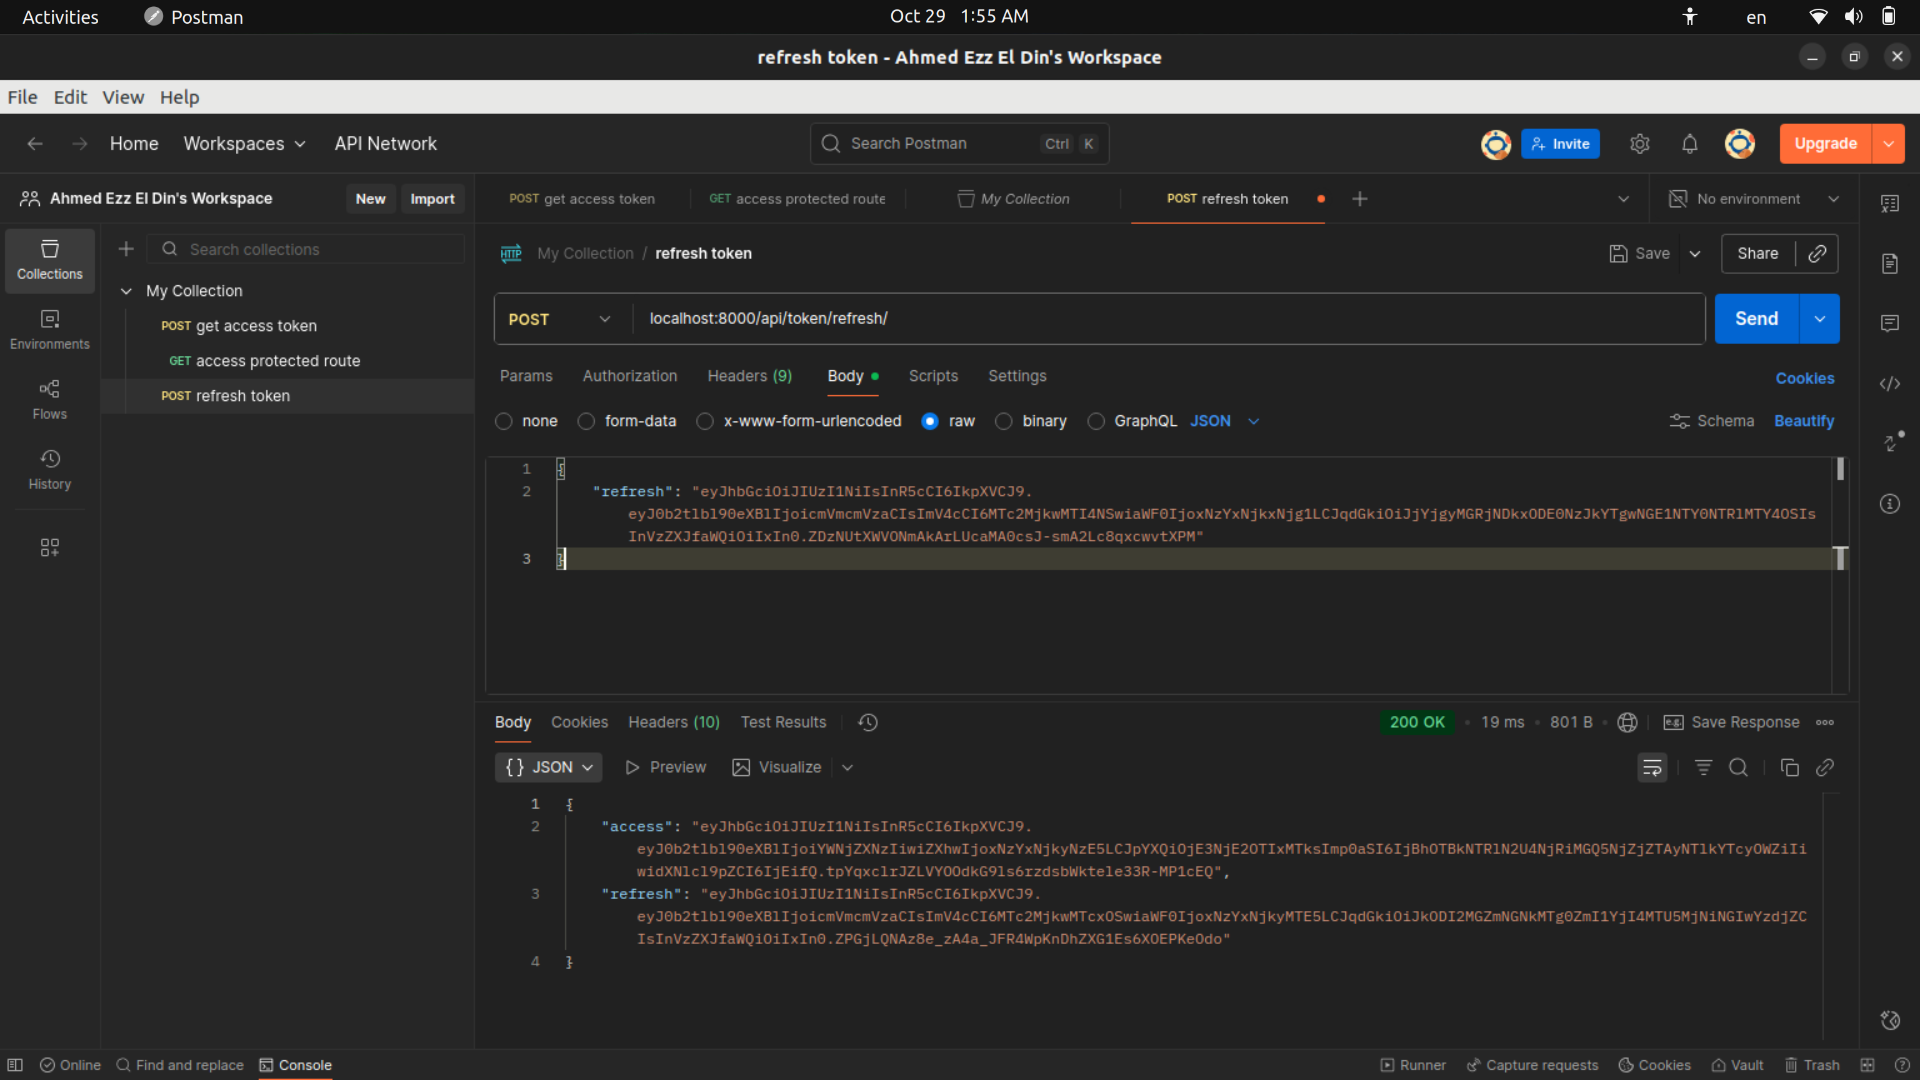 Activities
Postman
Oct 29 1:55 AM
en
refresh token - Ahmed Ezz El Din's Workspace
File Edit View Help
Home Workspaces API Network
Search Postman Ctrl K
Invite
Upgrade
Ahmed Ezz El Din's Workspace
New
Import
POST get access token
GET access protected route
My Collection
POST refresh token
No environment
Collections
Environments
Flows
History
Search collections
My Collection
POST get access token
GET access protected route
POST refresh token
HTTP My Collection / refresh token
Save
Share
POST localhost:8000/api/token/refresh/
Send
Params Authorization Headers (9) Body Scripts Settings
Cookies
none form-data x-www-form-urlencoded raw binary GraphQL JSON
Schema Beautify
1 {
2 "refresh": "eyJhbGciOiJIUzI1NiIsInR5cCI6IkpXVCJ9.
eyJ0b2tlbl90eXBlIjoicmVmcmVzaCIsImV4cCI6MTc2MjkwMTI4NSwiaWF0IjoxNzYxNjkxNjg1LCJqdGkiOiJjYjgyMGRjNDkxODE0NzJkYTgwNGE1NTY0NTRlMTY4OSIs
InVzZXJfaWQiOiIxIn0.ZDzNUtXWVONmAkArLUcaMA0csJ-smA2Lc8qxcwvtXPM"
3 }
Body Cookies Headers (10) Test Results
200 OK 19 ms 801 B
e.g. Save Response
{} JSON Preview Visualize
1 {
2 "access": "eyJhbGciOiJIUzI1NiIsInR5cCI6IkpXVCJ9.
eyJ0b2tlbl90eXBlIjoiYWNjZXNzIiwiZXhwIjoxNzYxNjkyNzE5LCJpYXQiOjE3NjE2OTIxMTksImp0aSI6IjBhOTBkNTRlN2U4NjRiMGQ5NjZjZTAyNTlkYTcyOWZiIi
widXNlcl9pZCI6IjEifQ.tpYqxclrJZLVYOOdkG9ls6rzdsbWktele33R-MP1cEQ",
3 "refresh": "eyJhbGciOiJIUzI1NiIsInR5cCI6IkpXVCJ9.
eyJ0b2tlbl90eXBlIjoicmVmcmVzaCIsImV4cCI6MTc2MjkwMTcxOSwiaWF0IjoxNzYxNjkyMTE5LCJqdGkiOiJkODI2MGZmNGNkMTg0ZmI1YjI4MTU5MjNiNGIwYzdjZC
IsInVzZXJfaWQiOiIxIn0.ZPGjLQNAz8e_zA4a_JFR4WpKnDhZXG1Es6XOEPKeOdo"
4 }
Online Find and replace Console
Runner Capture requests Cookies Vault Trash